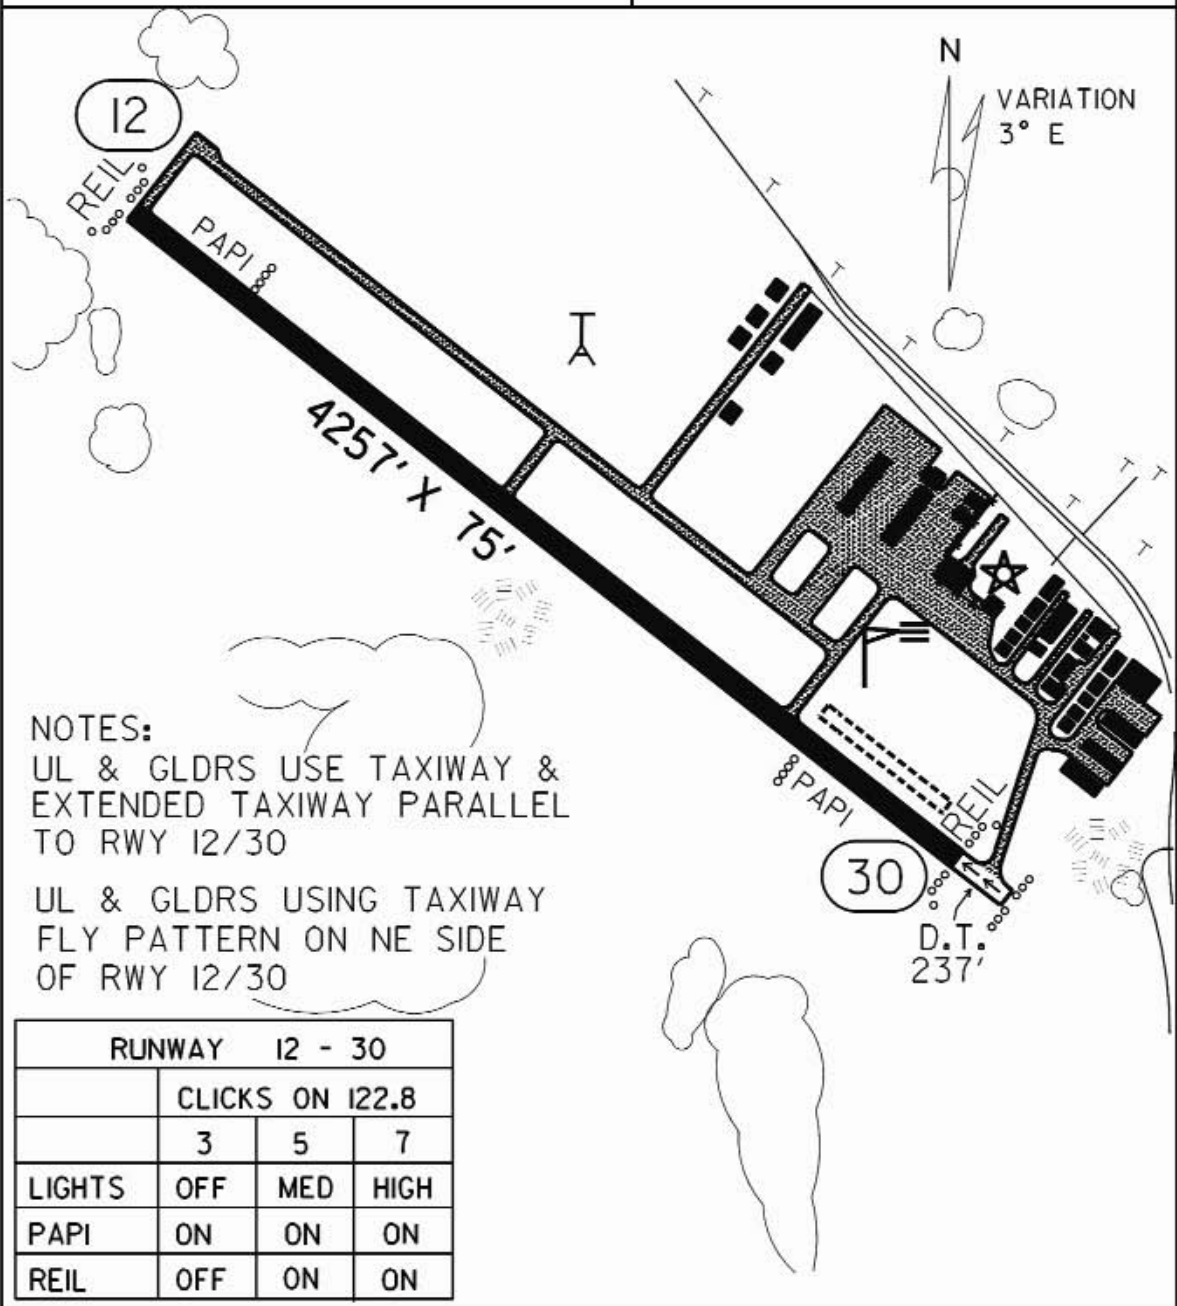 12
N
VARIATION
3° E
REIL
PAPI
4257' X 75'
T
T
T
T
T
T
T
T
T
NOTES:
UL & GLDRS USE TAXIWAY &
EXTENDED TAXIWAY PARALLEL
TO RWY 12/30
UL & GLDRS USING TAXIWAY
FLY PATTERN ON NE SIDE
OF RWY 12/30
PAPI
REIL
30
D.T.
237'
RUNWAY 12 - 30
CLICKS ON 122.8
3 5 7
LIGHTS OFF MED HIGH
PAPI ON ON ON
REIL OFF ON ON